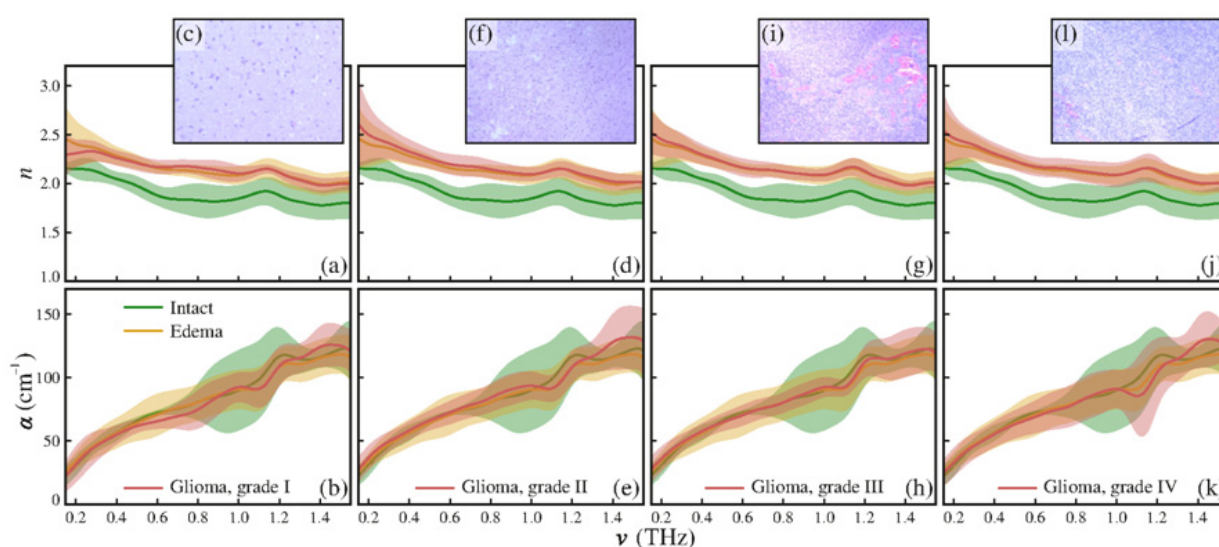 (c)
(f)
(i)
(l)
n
3.0
2.5
2.0
1.5
1.0
(a)
(d)
(g)
(j)
α (cm⁻¹)
150
100
50
0
Intact
Edema
Glioma, grade I
(b)
Glioma, grade II
(e)
Glioma, grade III
(h)
Glioma, grade IV
(k)
0.2 0.4 0.6 0.8 1.0 1.2 1.4
0.2 0.4 0.6 0.8 1.0 1.2 1.4
0.2 0.4 0.6 0.8 1.0 1.2 1.4
0.2 0.4 0.6 0.8 1.0 1.2 1.4
ν (THz)